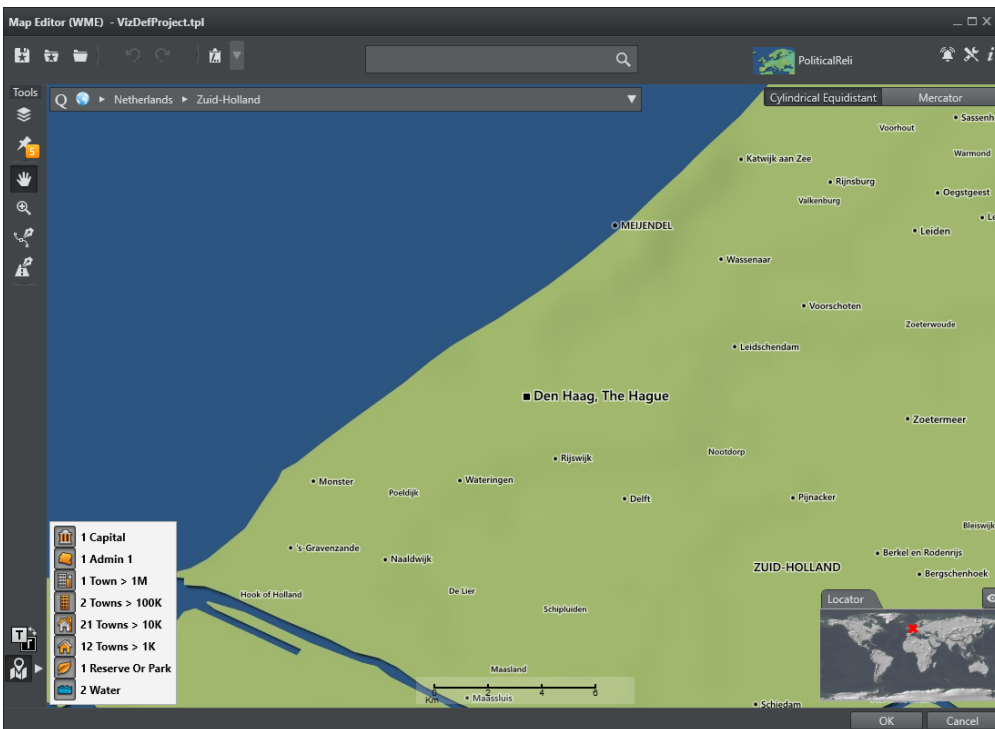 Map Editor (WME) - VizDefProject.tpl
PoliticalReli
Tools
Netherlands ▸ Zuid-Holland
Cylindrical Equidistant
Mercator
5
Sassenh
Voorhout
Warmond
Katwijk aan Zee
Rijnsburg
Oegstgeest
Valkenburg
Le
MEIJENDEL
Leiden
Wassenaar
Voorschoten
Zoeterwoude
Leidschendam
Den Haag, The Hague
Zoetermeer
Nootdorp
Rijswijk
Monster
Wateringen
Poeldijk
Delft
Pijnacker
Bleiswijk
's-Gravenzande
Naaldwijk
Berkel en Rodenrijs
ZUID-HOLLAND
Bergschenhoek
Hook of Holland
De Lier
Schipluiden
Locator
1 Capital
1 Admin 1
1 Town > 1M
2 Towns > 100K
21 Towns > 10K
12 Towns > 1K
1 Reserve Or Park
2 Water
Maasland
0 2 4 6
Km
Maassluis
Schiedam
OK
Cancel